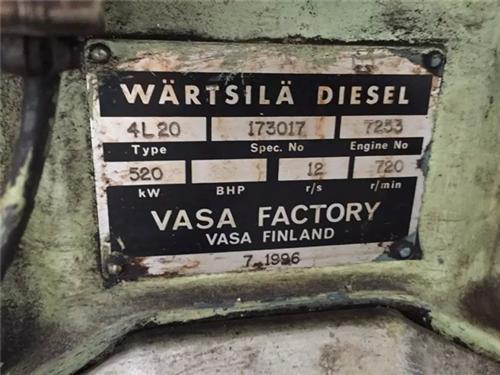 WÄRTSILÄ DIESEL
4L20 173017 7253
Type Spec. No Engine No
520 12 720
kW BHP r/s r/min
VASA FACTORY
VASA FINLAND
7.1996